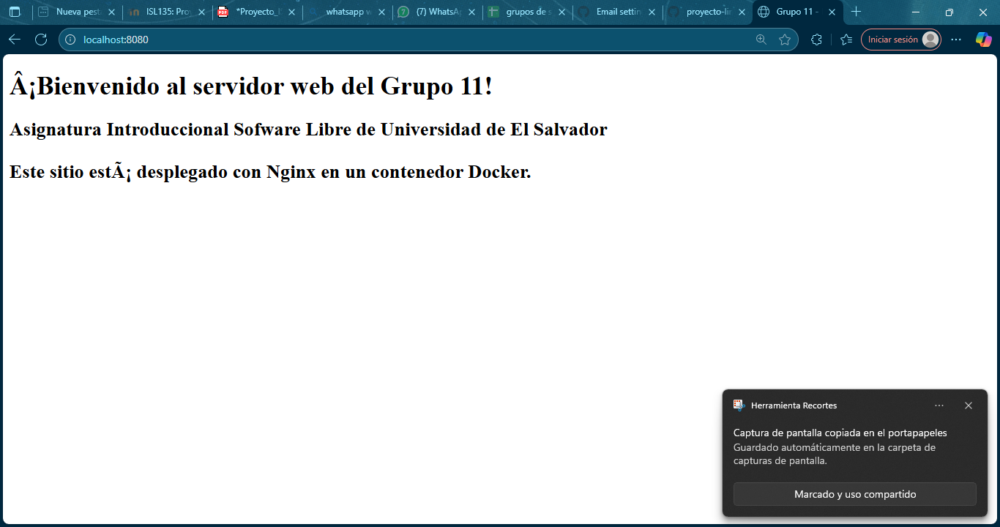 Nueva pest
ISL135: Pro
*Proyecto_I
whatsapp w
(7) WhatsA
grupos de s
Email settin
proyecto-lin
Grupo 11 -
localhost:8080
Iniciar sesión
Â¡Bienvenido al servidor web del Grupo 11!
Asignatura Introduccional Sofware Libre de Universidad de El Salvador
Este sitio estÃ¡ desplegado con Nginx en un contenedor Docker.
Herramienta Recortes
Captura de pantalla copiada en el portapapeles
Guardado automáticamente en la carpeta de
capturas de pantalla.
Marcado y uso compartido